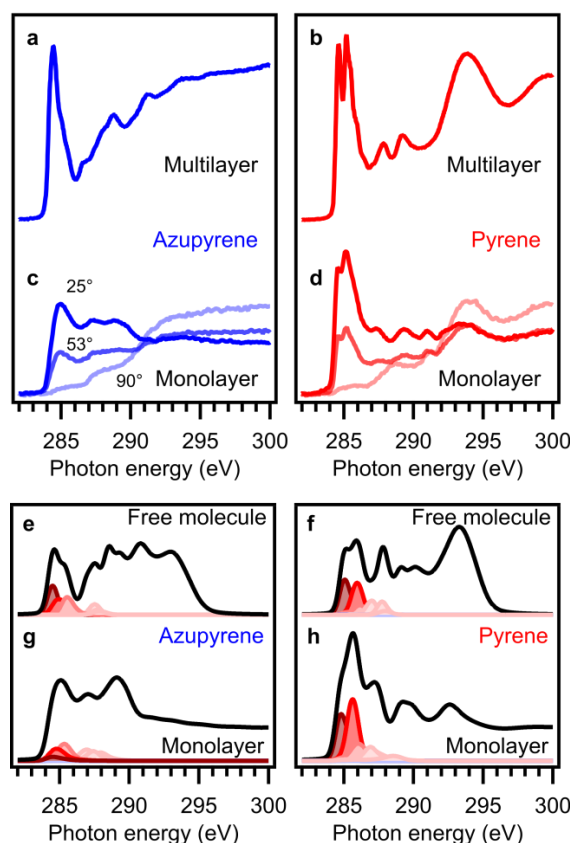 a
b
Multilayer
Multilayer
Azupyrene
Pyrene
c
d
25°
53°
90°
Monolayer
Monolayer
285 290 295 300
285 290 295 300
Photon energy (eV)
Photon energy (eV)
e
Free molecule
f
Free molecule
g
Azupyrene
h
Pyrene
Monolayer
Monolayer
285 290 295 300
285 290 295 300
Photon energy (eV)
Photon energy (eV)